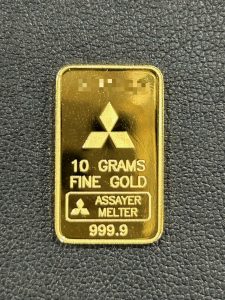 10 GRAMS
FINE GOLD
ASSAYER
MELTER
999.9